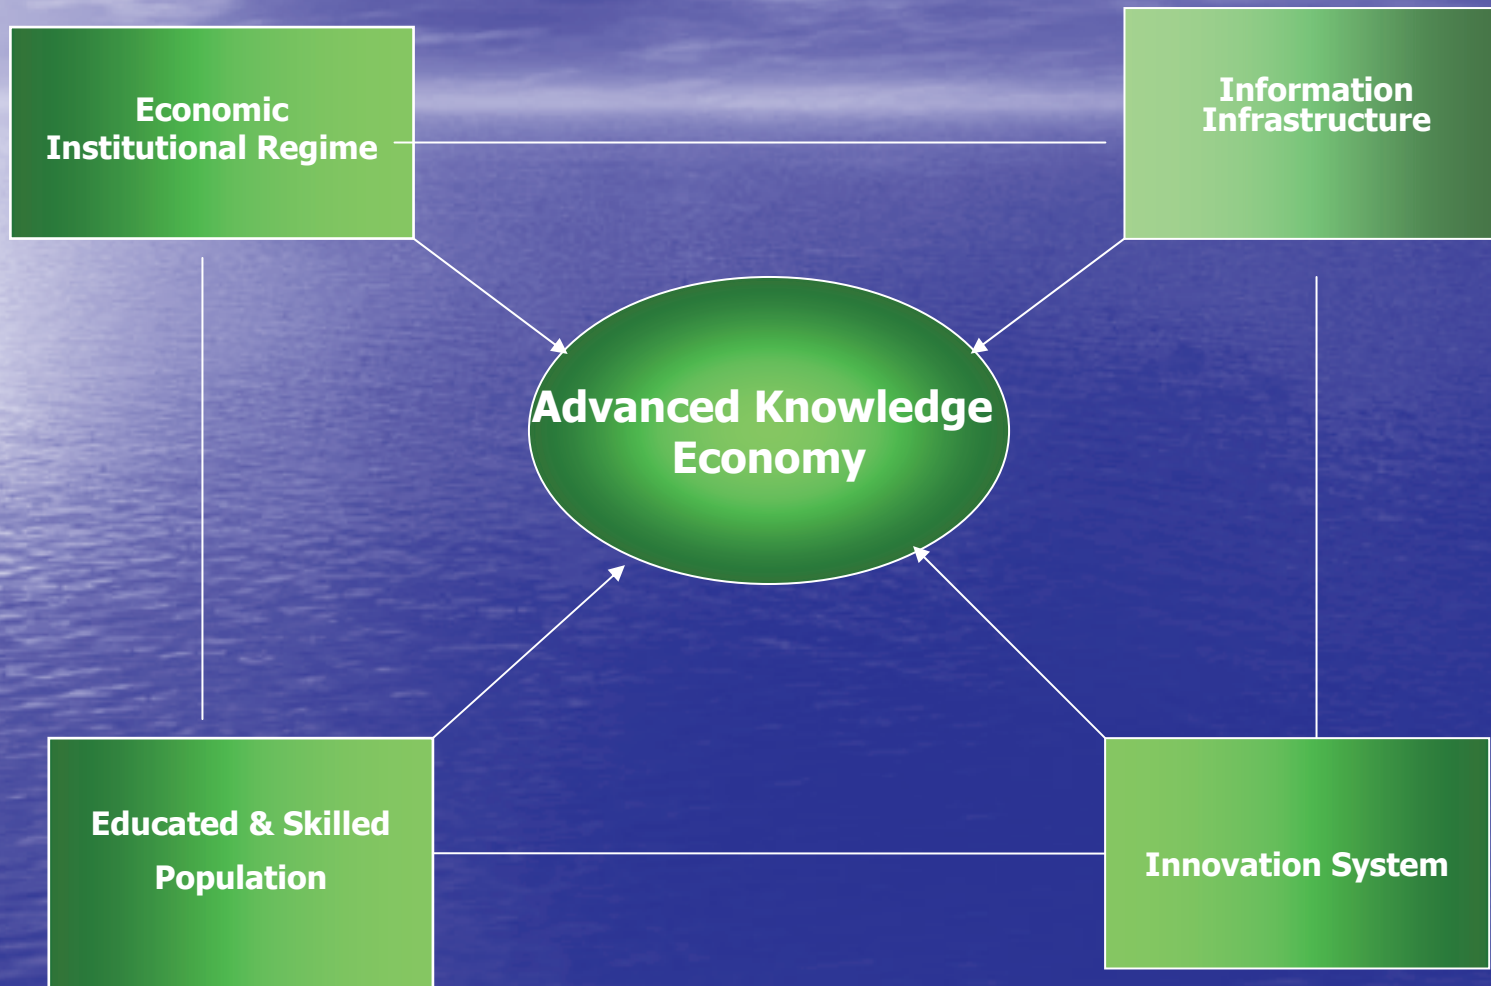 Economic
Institutional Regime
Information
Infrastructure
Advanced Knowledge
Economy
Educated & Skilled
Population
Innovation System